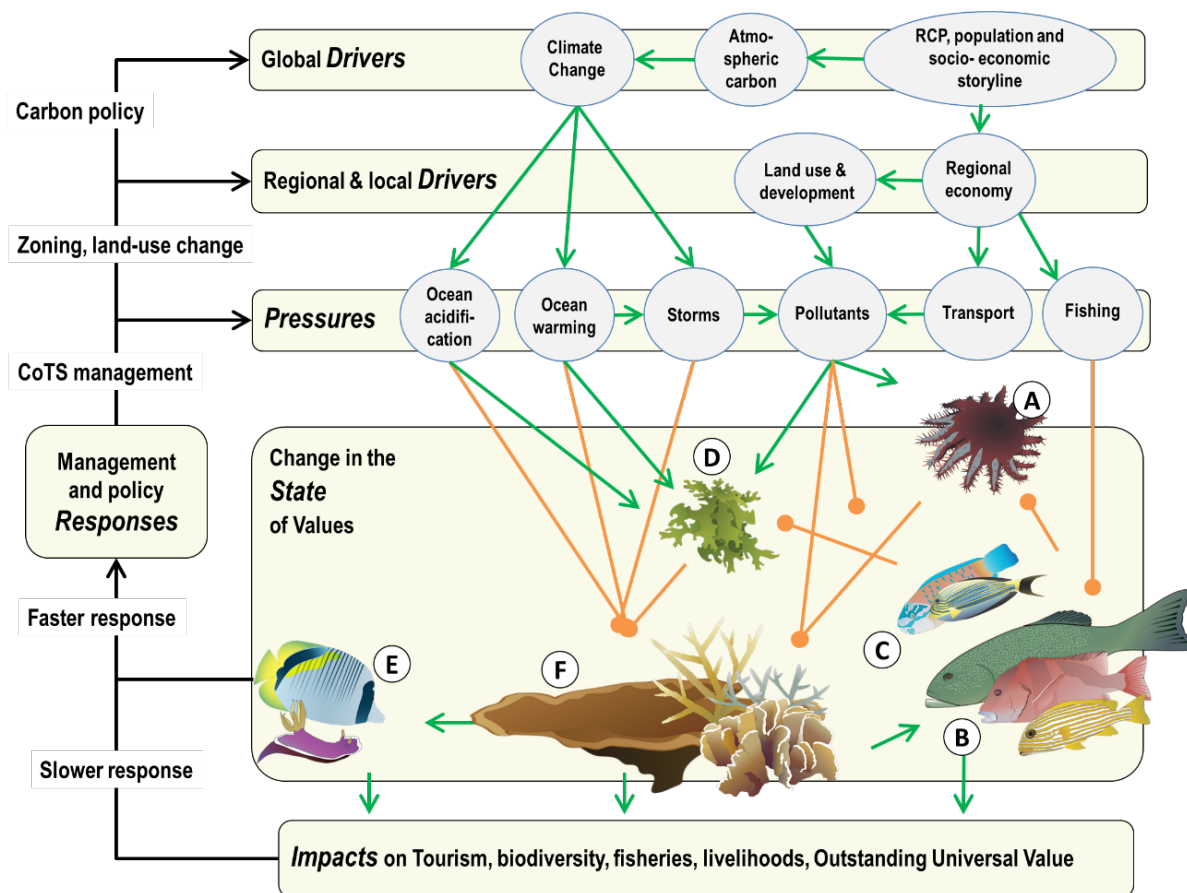 Global Drivers
Climate
Change
Atmo-
spheric
carbon
RCP, population and
socio- economic
storyline
Carbon policy
Regional & local Drivers
Land use &
development
Regional
economy
Zoning, land-use change
Pressures
Ocean
acidifi-
cation
Ocean
warming
Storms
Pollutants
Transport
Fishing
CoTS management
Management
and policy
Responses
Change in the
State
of Values
A
D
Faster response
C
E
F
B
Slower response
Impacts on Tourism, biodiversity, fisheries, livelihoods, Outstanding Universal Value